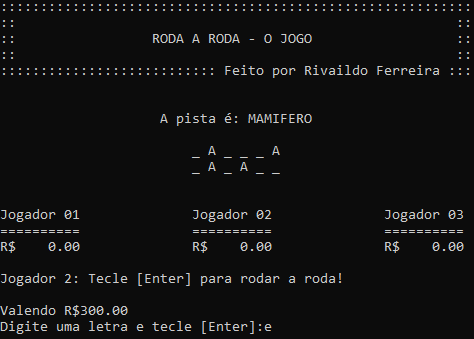 :::::::::::::::::::::::::::::::::::::::::::::::::::::::::::
:: ::
:: RODA A RODA - O JOGO ::
:: ::
::::::::::::::::::::::::::: Feito por Rivaildo Ferreira :::
A pista é: MAMIFERO
_ A _ _ _ A
_ A _ A _ _
Jogador 01 Jogador 02 Jogador 03
========== ========== ==========
R$ 0.00 R$ 0.00 R$ 0.00
Jogador 2: Tecle [Enter] para rodar a roda!
Valendo R$300.00
Digite uma letra e tecle [Enter]:e